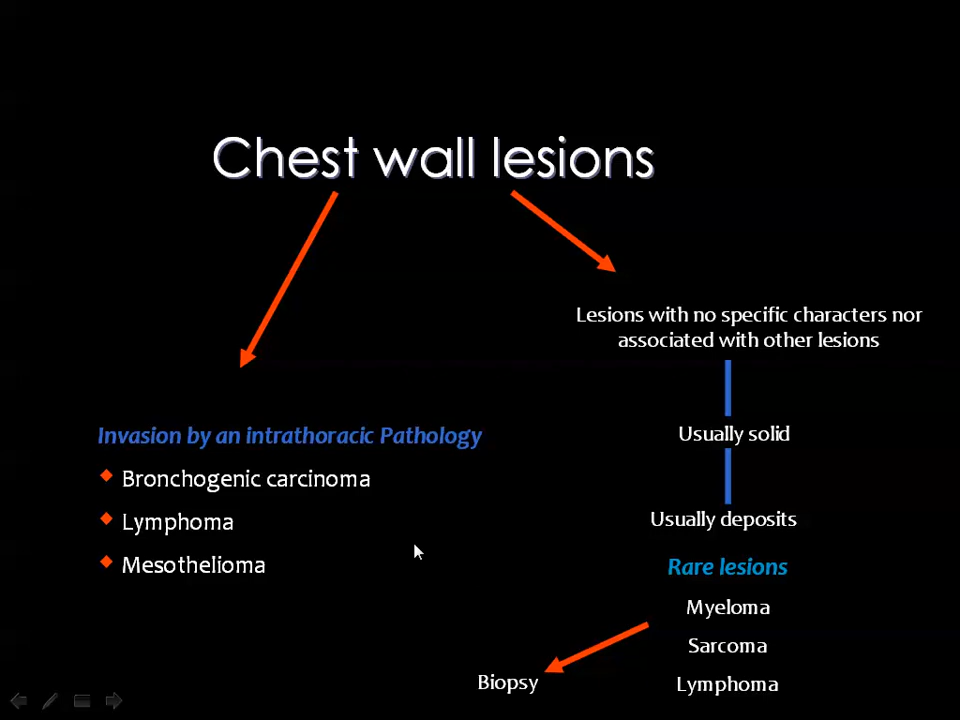 Chest wall lesions
Invasion by an intrathoracic Pathology
Bronchogenic carcinoma
Lymphoma
Mesothelioma
Lesions with no specific characters nor
associated with other lesions
Usually solid
Usually deposits
Rare lesions
Myeloma
Sarcoma
Lymphoma
Biopsy